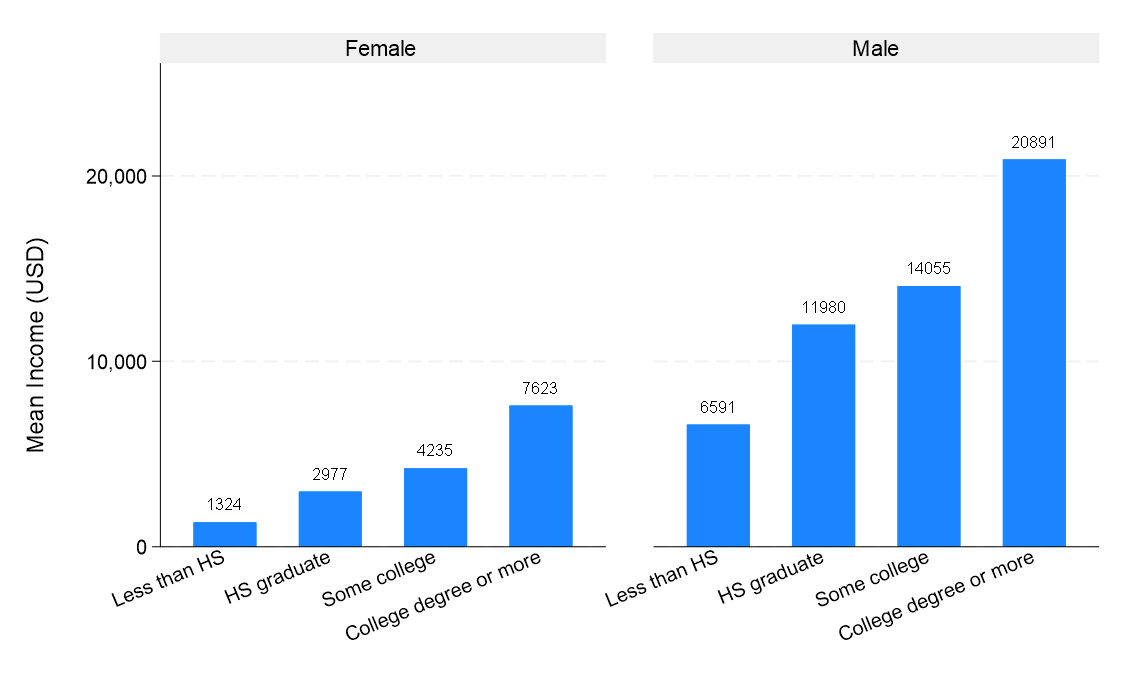 Female
Male
Mean Income (USD)
20,000
10,000
0
1324
2977
4235
7623
6591
11980
14055
20891
Less than HS
HS graduate
Some college
College degree or more
Less than HS
HS graduate
Some college
College degree or more